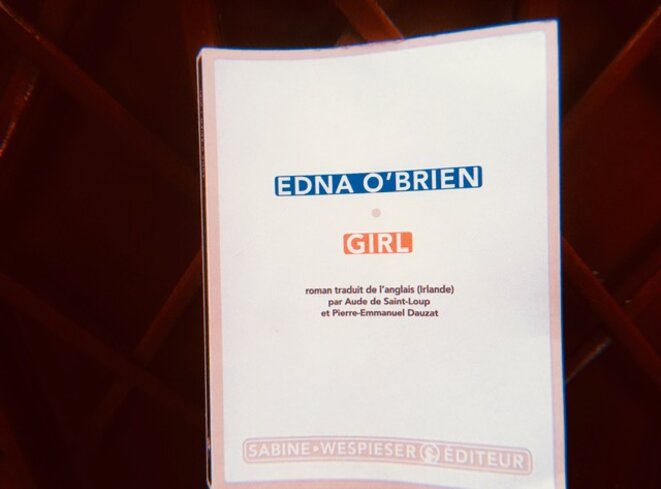 EDNA O'BRIEN
GIRL
roman traduit de l'anglais (Irlande)
par Aude de Saint-Loup
et Pierre-Emmanuel Dauzat
SABINE • WESPIESER ÉDITEUR